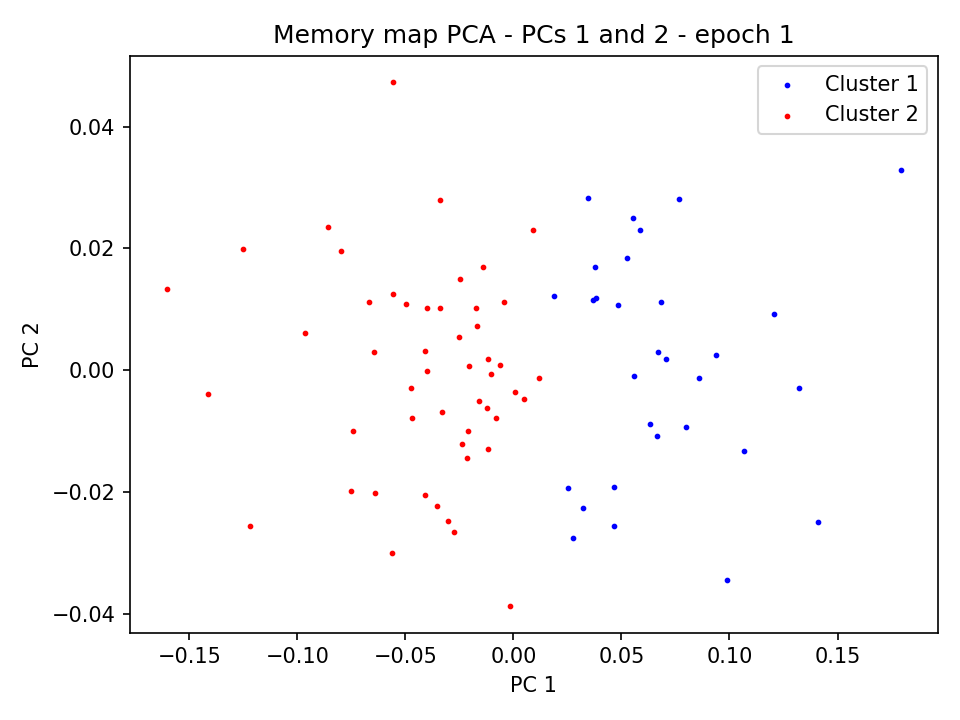 Memory map PCA - PCs 1 and 2 - epoch 1
Cluster 1
Cluster 2
PC 2
0.04
0.02
0.00
−0.02
−0.04
−0.15
−0.10
−0.05
0.00
0.05
0.10
0.15
PC 1